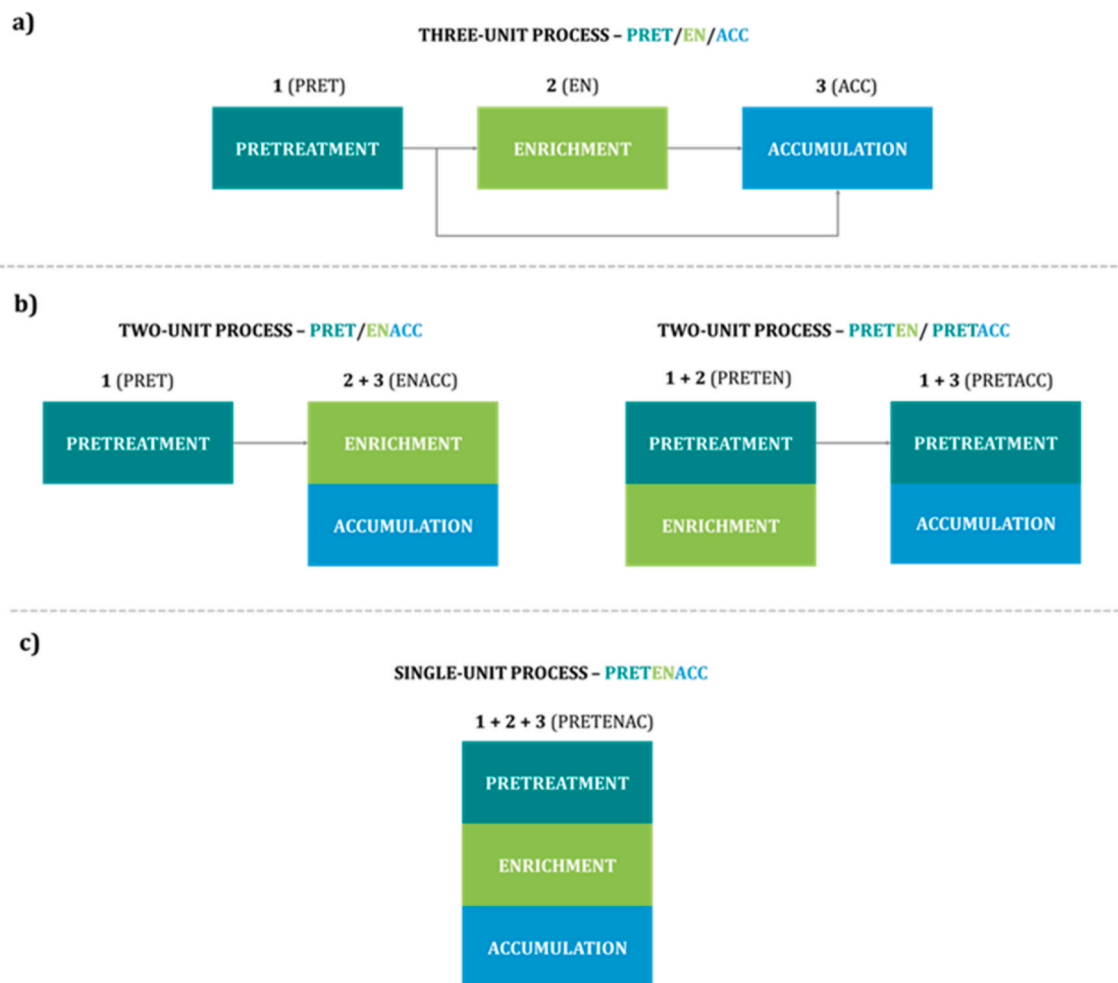 a)
THREE-UNIT PROCESS – PRET/EN/ACC
1 (PRET)
2 (EN)
3 (ACC)
PRETREATMENT
ENRICHMENT
ACCUMULATION
b)
TWO-UNIT PROCESS – PRET/ENACC
1 (PRET)
2 + 3 (ENACC)
PRETREATMENT
ENRICHMENT
ACCUMULATION
TWO-UNIT PROCESS – PRETEN/ PRETACC
1 + 2 (PRETEN)
1 + 3 (PRETACC)
PRETREATMENT
PRETREATMENT
ENRICHMENT
ACCUMULATION
c)
SINGLE-UNIT PROCESS – PRETENACC
1 + 2 + 3 (PRETENAC)
PRETREATMENT
ENRICHMENT
ACCUMULATION